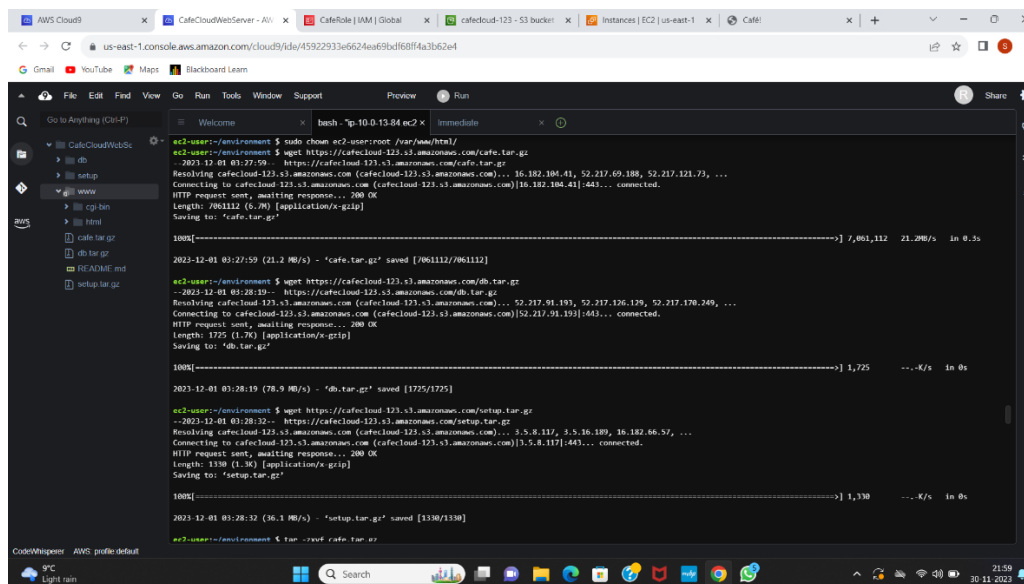 AWS Cloud9
CafeCloudWebServer - AW
CafeRole | IAM | Global
cafecloud-123 - S3 bucket
Instances | EC2 | us-east-1
Café!
us-east-1.console.aws.amazon.com/cloud9/ide/45922933e6624ea69bdf68ff4a3b62e4
S
Gmail YouTube Maps Blackboard Learn
File Edit Find View Go Run Tools Window Support Preview Run
R Share
Go to Anything (Ctrl-P)
Welcome
bash - "ip-10-0-13-84.ec2
Immediate
CafeCloudWebSe
db
setup
www
cgi-bin
html
cafe.tar.gz
db.tar.gz
README.md
setup.tar.gz
aws
ec2-user:~/environment $ sudo chown ec2-user:root /var/www/html/
ec2-user:~/environment $ wget https://cafecloud-123.s3.amazonaws.com/cafe.tar.gz
--2023-12-01 03:27:59-- https://cafecloud-123.s3.amazonaws.com/cafe.tar.gz
Resolving cafecloud-123.s3.amazonaws.com (cafecloud-123.s3.amazonaws.com)... 16.182.104.41, 52.217.69.188, 52.217.121.73, ...
Connecting to cafecloud-123.s3.amazonaws.com (cafecloud-123.s3.amazonaws.com)|16.182.104.41|:443... connected.
HTTP request sent, awaiting response... 200 OK
Length: 7061112 (6.7M) [application/x-gzip]
Saving to: ‘cafe.tar.gz’
100%[=====================================>] 7,061,112 21.2MB/s in 0.3s
2023-12-01 03:27:59 (21.2 MB/s) - ‘cafe.tar.gz’ saved [7061112/7061112]
ec2-user:~/environment $ wget https://cafecloud-123.s3.amazonaws.com/db.tar.gz
--2023-12-01 03:28:19-- https://cafecloud-123.s3.amazonaws.com/db.tar.gz
Resolving cafecloud-123.s3.amazonaws.com (cafecloud-123.s3.amazonaws.com)... 52.217.91.193, 52.217.126.129, 52.217.170.249, ...
Connecting to cafecloud-123.s3.amazonaws.com (cafecloud-123.s3.amazonaws.com)|52.217.91.193|:443... connected.
HTTP request sent, awaiting response... 200 OK
Length: 1725 (1.7K) [application/x-gzip]
Saving to: ‘db.tar.gz’
100%[=====================================>] 1,725 --.-K/s in 0s
2023-12-01 03:28:19 (78.9 MB/s) - ‘db.tar.gz’ saved [1725/1725]
ec2-user:~/environment $ wget https://cafecloud-123.s3.amazonaws.com/setup.tar.gz
--2023-12-01 03:28:32-- https://cafecloud-123.s3.amazonaws.com/setup.tar.gz
Resolving cafecloud-123.s3.amazonaws.com (cafecloud-123.s3.amazonaws.com)... 3.5.8.117, 3.5.16.189, 16.182.66.57, ...
Connecting to cafecloud-123.s3.amazonaws.com (cafecloud-123.s3.amazonaws.com)|3.5.8.117|:443... connected.
HTTP request sent, awaiting response... 200 OK
Length: 1330 (1.3K) [application/x-gzip]
Saving to: ‘setup.tar.gz’
100%[=====================================>] 1,330 --.-K/s in 0s
2023-12-01 03:28:32 (36.1 MB/s) - ‘setup.tar.gz’ saved [1330/1330]
ec2-user:~/environment $ tar -zxvf cafe.tar.gz
CodeWhisperer AWS: profile:default
9°C
Light rain
Search
21:59
30-11-2023